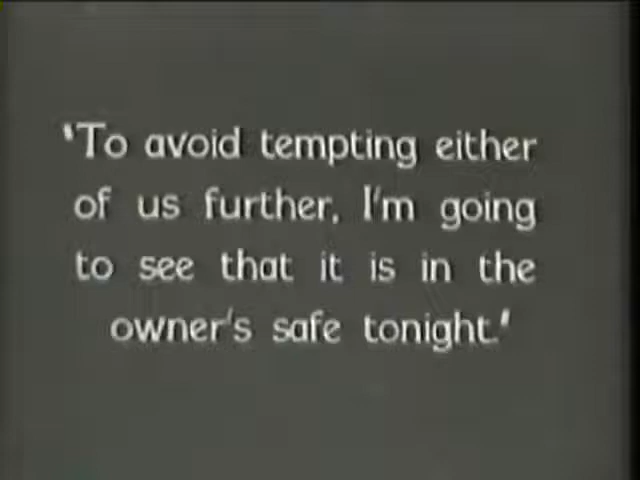 'To avoid tempting either
of us further, I'm going
to see that it is in the
owner's safe tonight.'